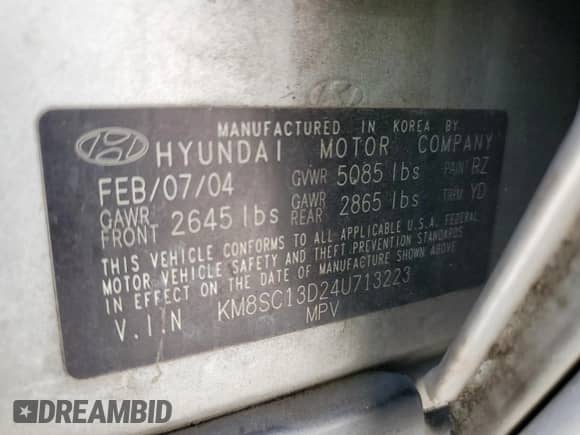 MANUFACTURED IN KOREA BY
HYUNDAI MOTOR COMPANY
FEB/07/04 GVWR 5085 lbs PAINT BZ
GAWR FRONT 2645 lbs GAWR REAR 2865 lbs TRIM YD
THIS VEHICLE CONFORMS TO ALL APPLICABLE U.S.A. FEDERAL
MOTOR VEHICLE SAFETY AND THEFT PREVENTION STANDARDS
IN EFFECT ON THE DATE OF MANUFACTURE SHOWN ABOVE
V.I.N KM8SC13D24U713223
MPV
DREAMBID